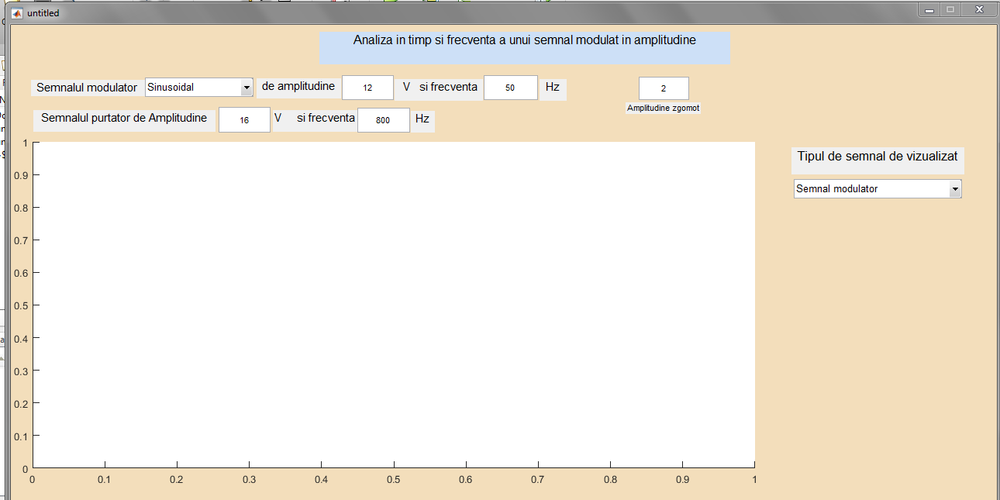 untitled
Analiza in timp si frecventa a unui semnal modulat in amplitudine
Semnalul modulator Sinusoidal de amplitudine 12 V si frecventa 50 Hz 2
Amplitudine zgomot
Semnalul purtator de Amplitudine 16 V si frecventa 800 Hz
Tipul de semnal de vizualizat
Semnal modulator
1
0.9
0.8
0.7
0.6
0.5
0.4
0.3
0.2
0.1
0
0 0.1 0.2 0.3 0.4 0.5 0.6 0.7 0.8 0.9 1